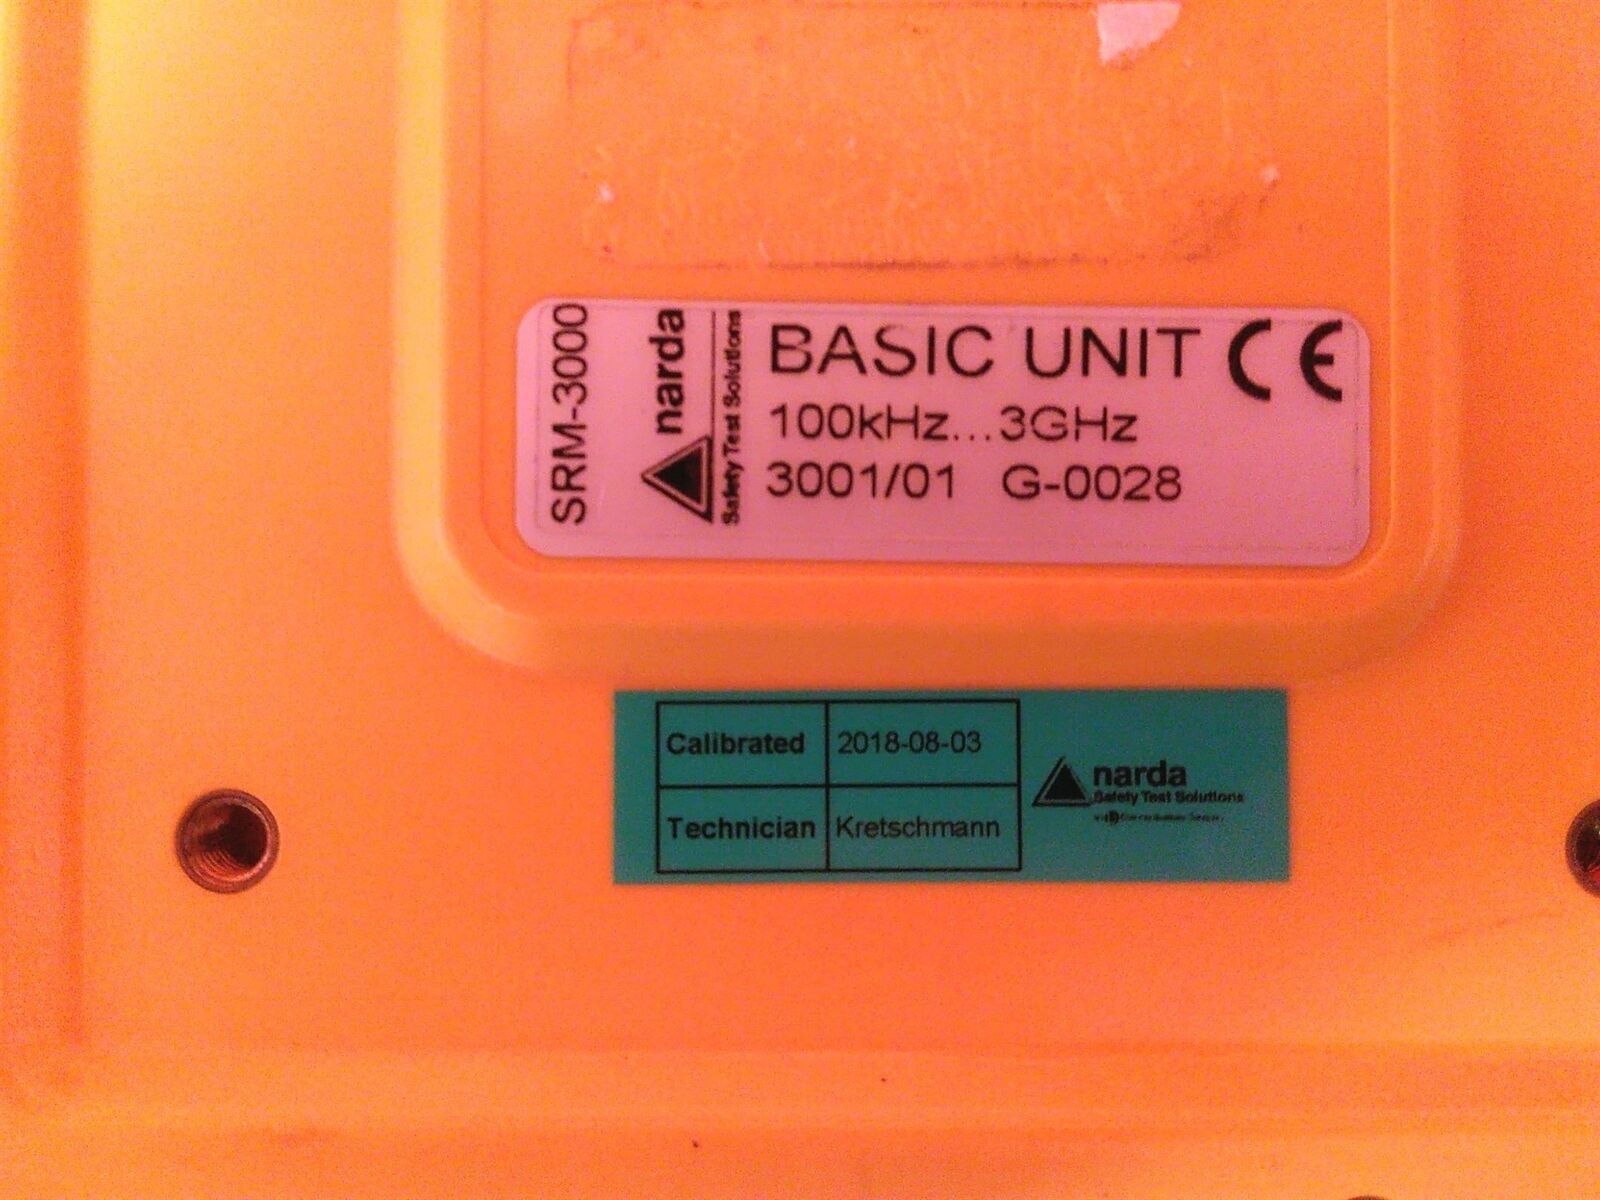 SRM-3000
narda
Safety Test Solutions
BASIC UNIT CE
100kHz...3GHz
3001/01 G-0028
Calibrated 2018-08-03
Technician Kretschmann
narda
Safety Test Solutions